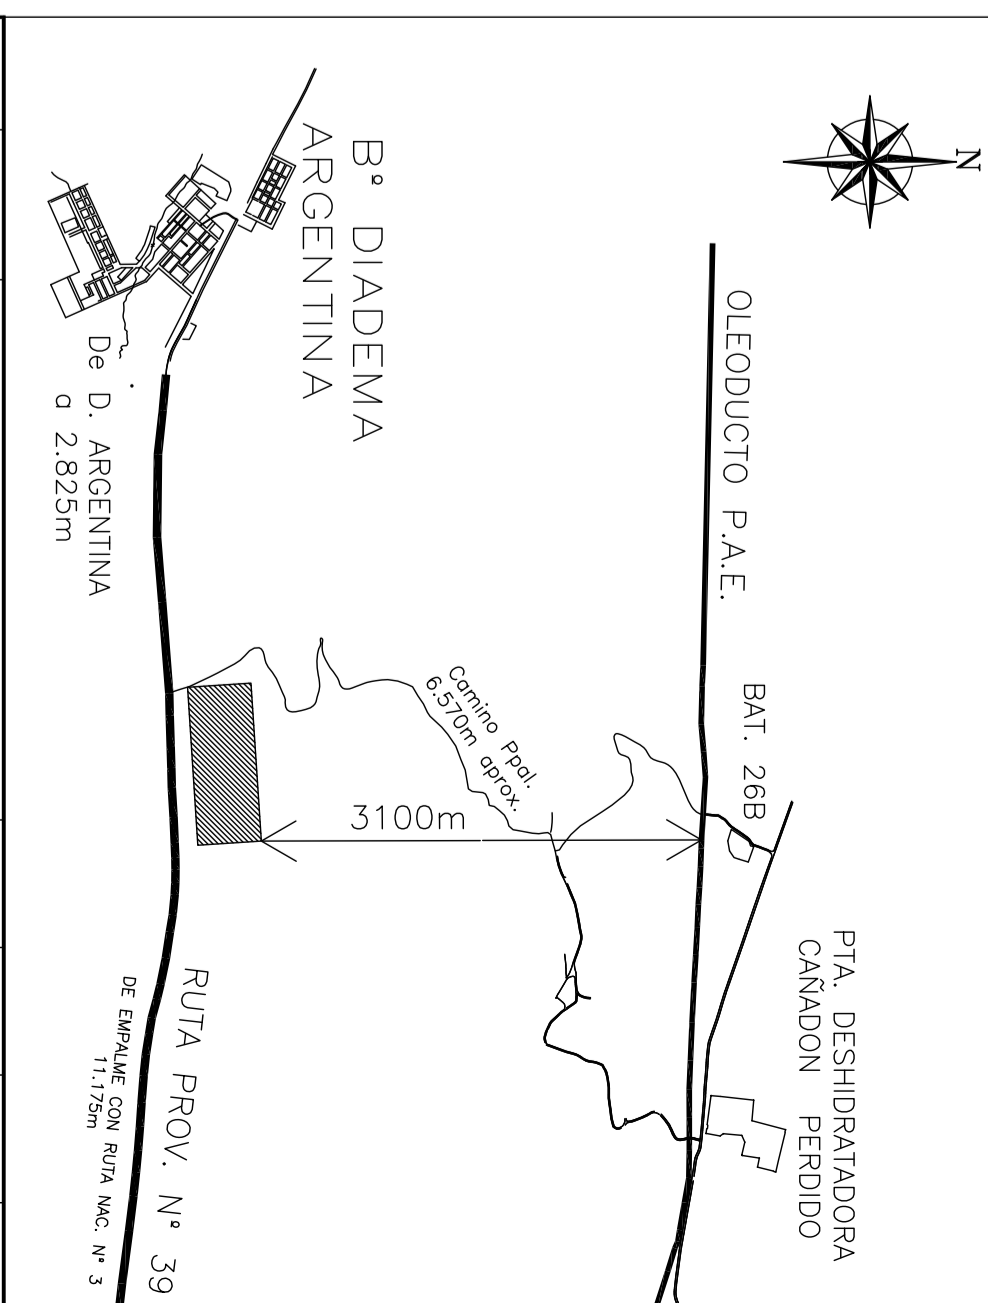 N
OLEODUCTO P.A.E.
Bº DIADEMA
ARGENTINA
De D. ARGENTINA
a 2.825m
BAT. 26B
Camino Ppal.
6.570m aprox.
3100m
PTA. DESHIDRATADORA
CAÑADON PERDIDO
RUTA PROV. Nº 39
DE EMPALME CON RUTA NAC. Nº 3
11.175m